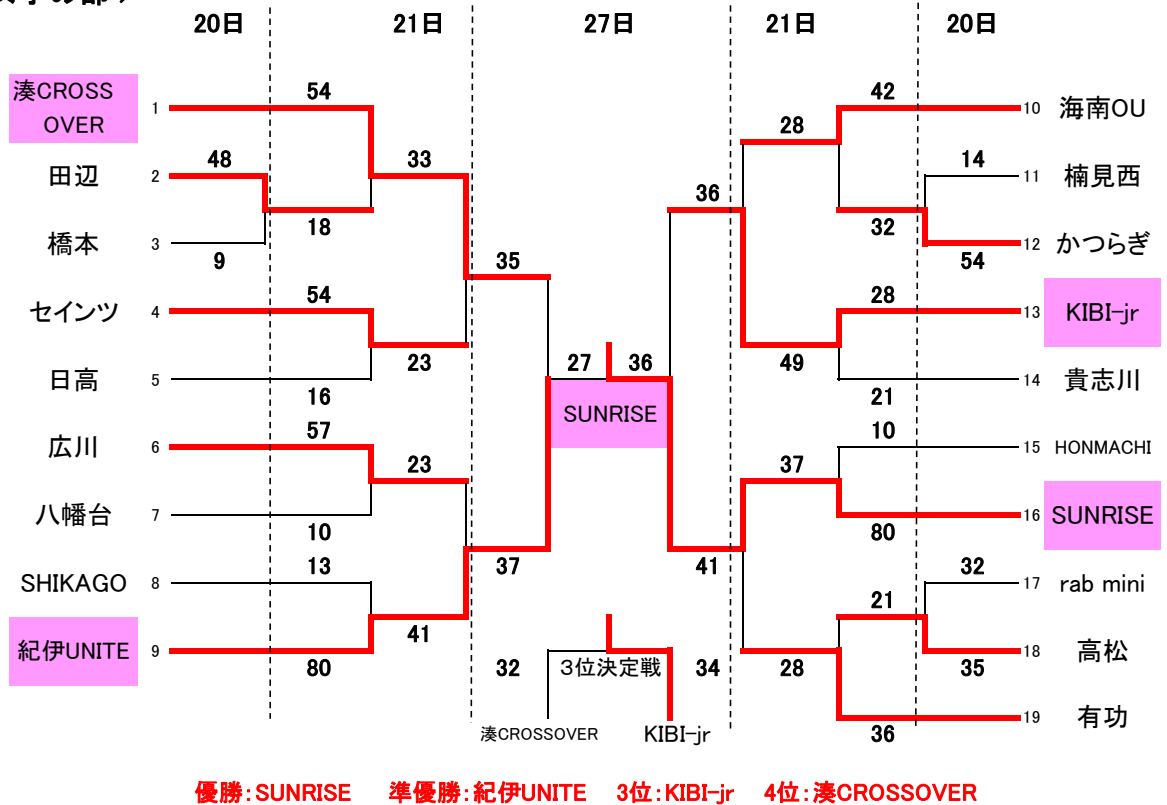 20日 21日 27日 21日 20日
湊CROSS
OVER
1 54 42 10 海南OU
33 28
48 14
田辺 2 11 楠見西
36
18 32
橋本 3 12 かつらぎ
9 54
35
セインツ 4 54 28 13 KIBI-jr
23 27 36 49
日高 5 14 貴志川
16 21
SUNRISE
広川 6 57 10 15 HONMACHI
23 37
八幡台 7 16 SUNRISE
10 80
13 37 41 32
SHIKAGO 8 17 rab mini
21
41
紀伊UNITE 9 18 高松
80 32 3位決定戦 34 28 35
19 有功
湊CROSSOVER KIBI-jr 36
優勝:SUNRISE 準優勝:紀伊UNITE 3位:KIBI-jr 4位:湊CROSSOVER